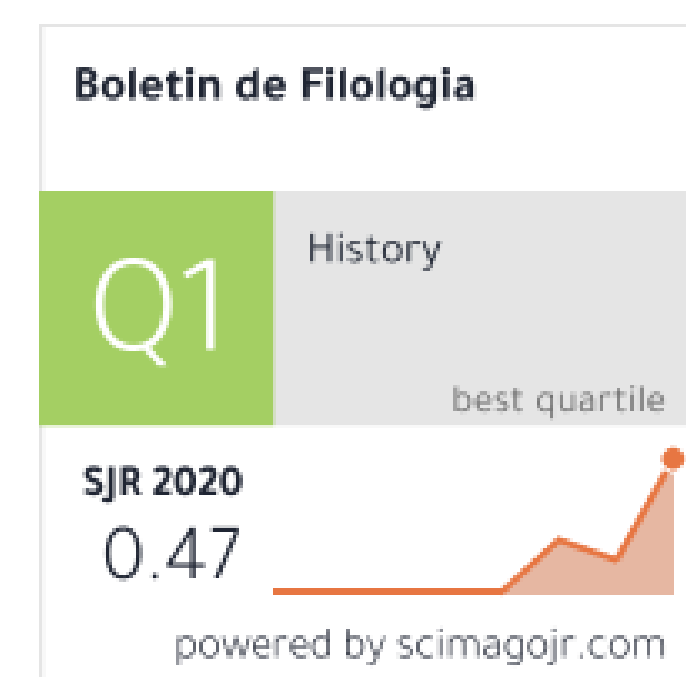 Boletin de Filologia
Q1
History
best quartile
SJR 2020
0.47
powered by scimagojr.com